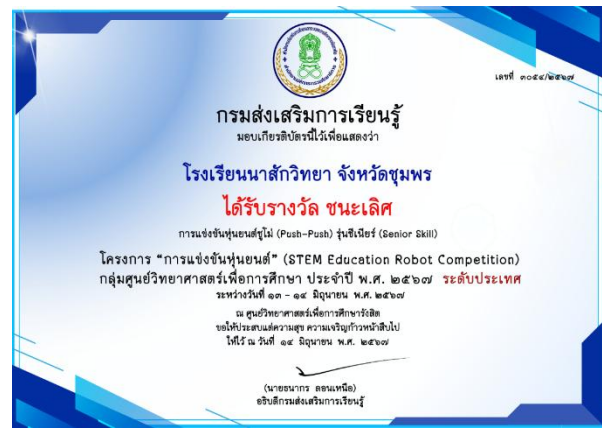 เลขที่ ๓๐๕๔/๒๕๖๗
กรมส่งเสริมการเรียนรู้
มอบเกียรติบัตรนี้ไว้เพื่อแสดงว่า
โรงเรียนนาสักวิทยา จังหวัดชุมพร
ได้รับรางวัล ชนะเลิศ
การแข่งขันหุ่นยนต์ซูโม่ (Push-Push) รุ่นซีเนียร์ (Senior Skill)
โครงการ “การแข่งขันหุ่นยนต์” (STEM Education Robot Competition)
กลุ่มศูนย์วิทยาศาสตร์เพื่อการศึกษา ประจำปี พ.ศ. ๒๕๖๗ ระดับประเทศ
ระหว่างวันที่ ๑๓ - ๑๔ มิถุนายน พ.ศ. ๒๕๖๗
ณ ศูนย์วิทยาศาสตร์เพื่อการศึกษารังสิต
ขอให้ประสบแต่ความสุข ความเจริญก้าวหน้าสืบไป
ให้ไว้ ณ วันที่ ๑๔ มิถุนายน พ.ศ. ๒๕๖๗
(นายธนากร ดอนเหนือ)
อธิบดีกรมส่งเสริมการเรียนรู้